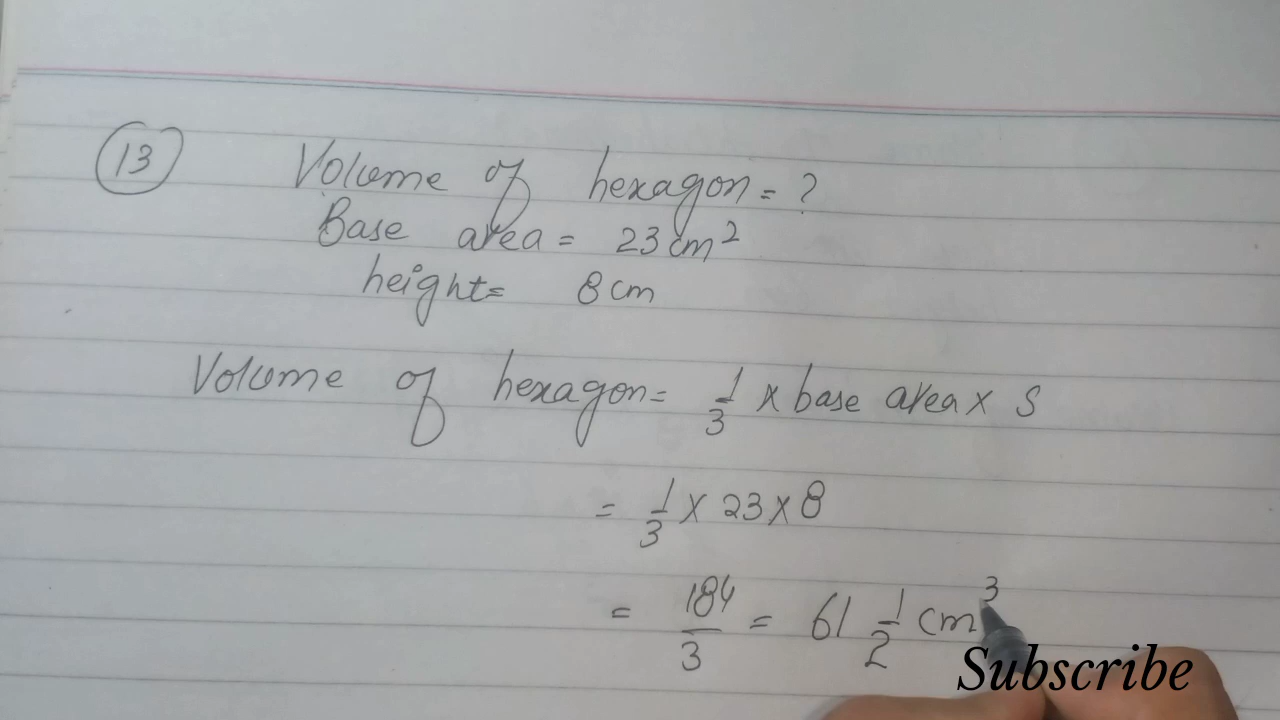 13 Volume of hexagon = ?
Base area = 23 cm²
height = 8 cm
Volume of hexagon = 1/3 × base area × S
= 1/3 × 23 × 8
= 184/3 = 61 1/2 cm³
Subscribe